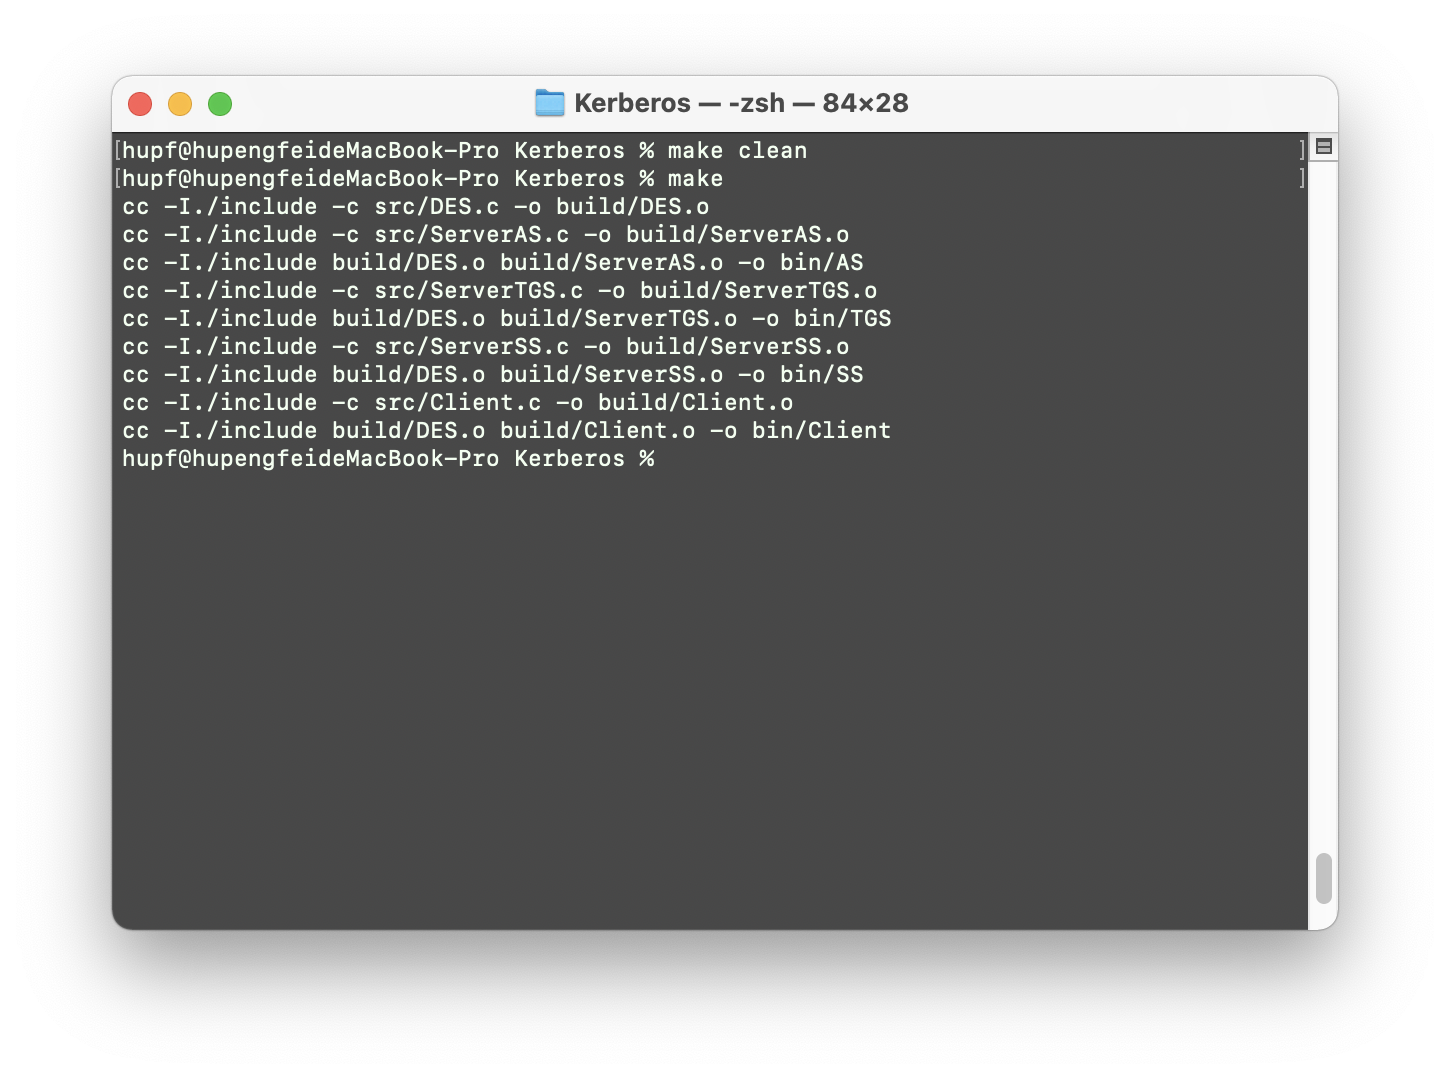 Kerberos — -zsh — 84×28
[hupf@hupengfeideMacBook-Pro Kerberos % make clean ]
[hupf@hupengfeideMacBook-Pro Kerberos % make ]
cc -I./include -c src/DES.c -o build/DES.o
cc -I./include -c src/ServerAS.c -o build/ServerAS.o
cc -I./include build/DES.o build/ServerAS.o -o bin/AS
cc -I./include -c src/ServerTGS.c -o build/ServerTGS.o
cc -I./include build/DES.o build/ServerTGS.o -o bin/TGS
cc -I./include -c src/ServerSS.c -o build/ServerSS.o
cc -I./include build/DES.o build/ServerSS.o -o bin/SS
cc -I./include -c src/Client.c -o build/Client.o
cc -I./include build/DES.o build/Client.o -o bin/Client
hupf@hupengfeideMacBook-Pro Kerberos %